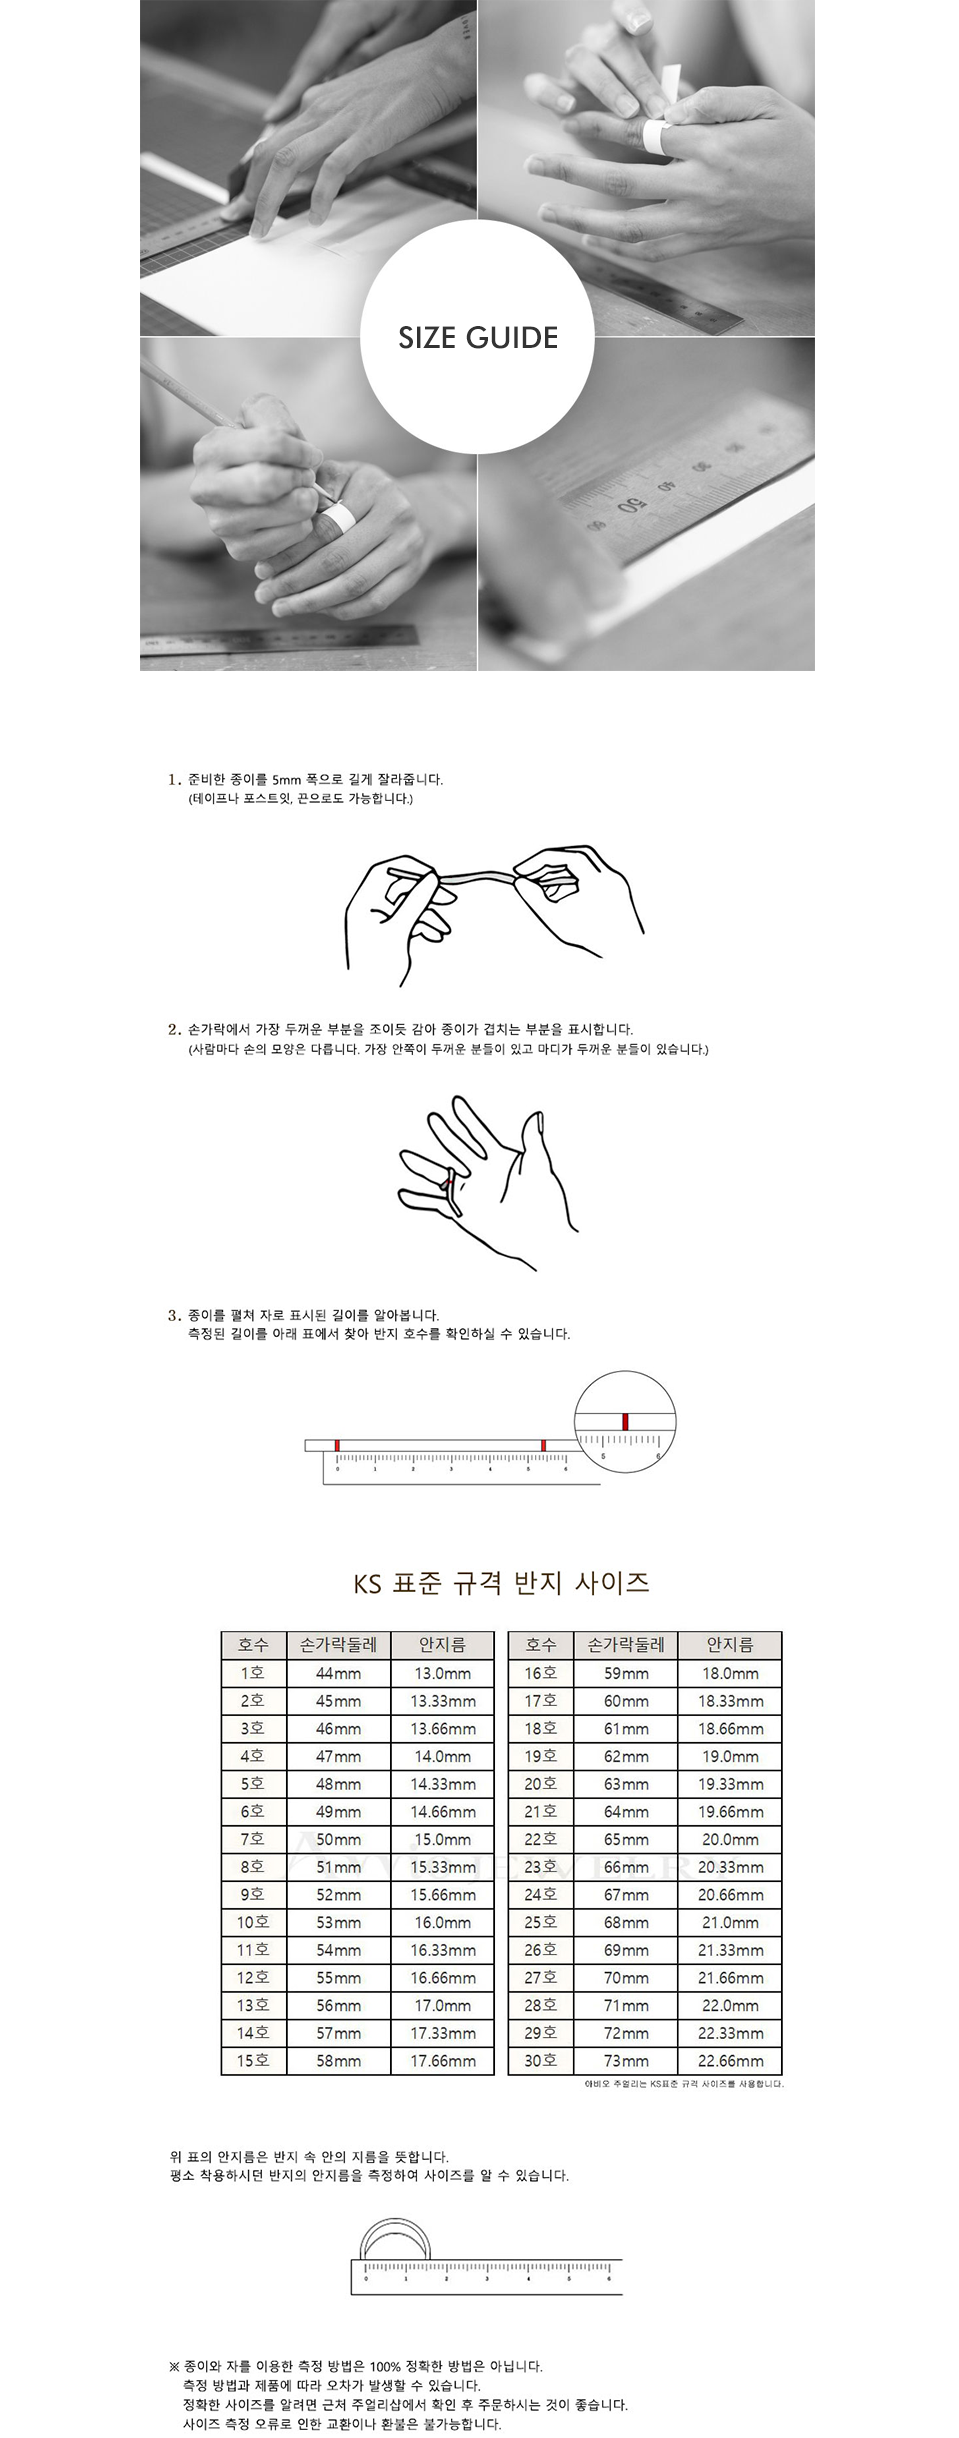 SIZE GUIDE
1. 준비한 종이를 5mm 폭으로 길게 잘라줍니다.
(테이프나 포스트잇, 끈으로도 가능합니다.)
2. 손가락에서 가장 두꺼운 부분을 조이듯 감아 종이가 겹치는 부분을 표시합니다.
(사람마다 손의 모양은 다릅니다. 가장 안쪽이 두꺼운 분들이 있고 마디가 두꺼운 분들이 있습니다.)
3. 종이를 펼쳐 자로 표시된 길이를 알아봅니다.
측정된 길이를 아래 표에서 찾아 반지 호수를 확인하실 수 있습니다.
0 1 2 3 4 5 6
5 6
KS 표준 규격 반지 사이즈
호수 손가락둘레 안지름 호수 손가락둘레 안지름
1호 44mm 13.0mm 16호 59mm 18.0mm
2호 45mm 13.33mm 17호 60mm 18.33mm
3호 46mm 13.66mm 18호 61mm 18.66mm
4호 47mm 14.0mm 19호 62mm 19.0mm
5호 48mm 14.33mm 20호 63mm 19.33mm
6호 49mm 14.66mm 21호 64mm 19.66mm
7호 50mm 15.0mm 22호 65mm 20.0mm
8호 51mm 15.33mm 23호 66mm 20.33mm
9호 52mm 15.66mm 24호 67mm 20.66mm
10호 53mm 16.0mm 25호 68mm 21.0mm
11호 54mm 16.33mm 26호 69mm 21.33mm
12호 55mm 16.66mm 27호 70mm 21.66mm
13호 56mm 17.0mm 28호 71mm 22.0mm
14호 57mm 17.33mm 29호 72mm 22.33mm
15호 58mm 17.66mm 30호 73mm 22.66mm
아비오 주얼리는 KS표준 규격 사이즈를 사용합니다.
위 표의 안지름은 반지 속 안의 지름을 뜻합니다.
평소 착용하시던 반지의 안지름을 측정하여 사이즈를 알 수 있습니다.
0 1 2 3 4 5 6
※ 종이와 자를 이용한 측정 방법은 100% 정확한 방법은 아닙니다.
측정 방법과 제품에 따라 오차가 발생할 수 있습니다.
정확한 사이즈를 알려면 근처 주얼리샵에서 확인 후 주문하시는 것이 좋습니다.
사이즈 측정 오류로 인한 교환이나 환불은 불가능합니다.